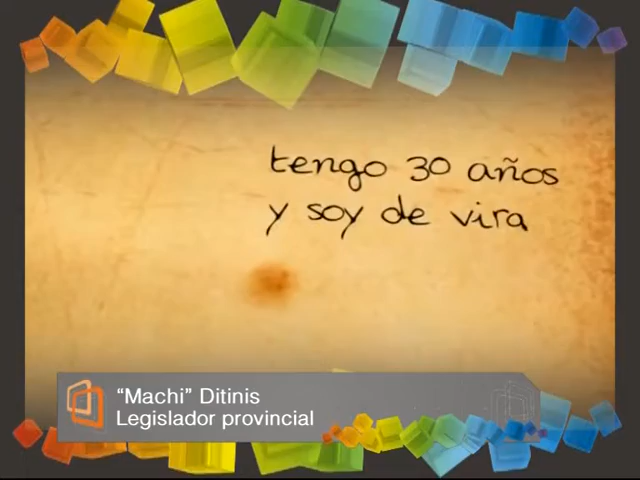 tengo 30 años
y soy de vira
"Machi" Ditinis
Legislador provincial